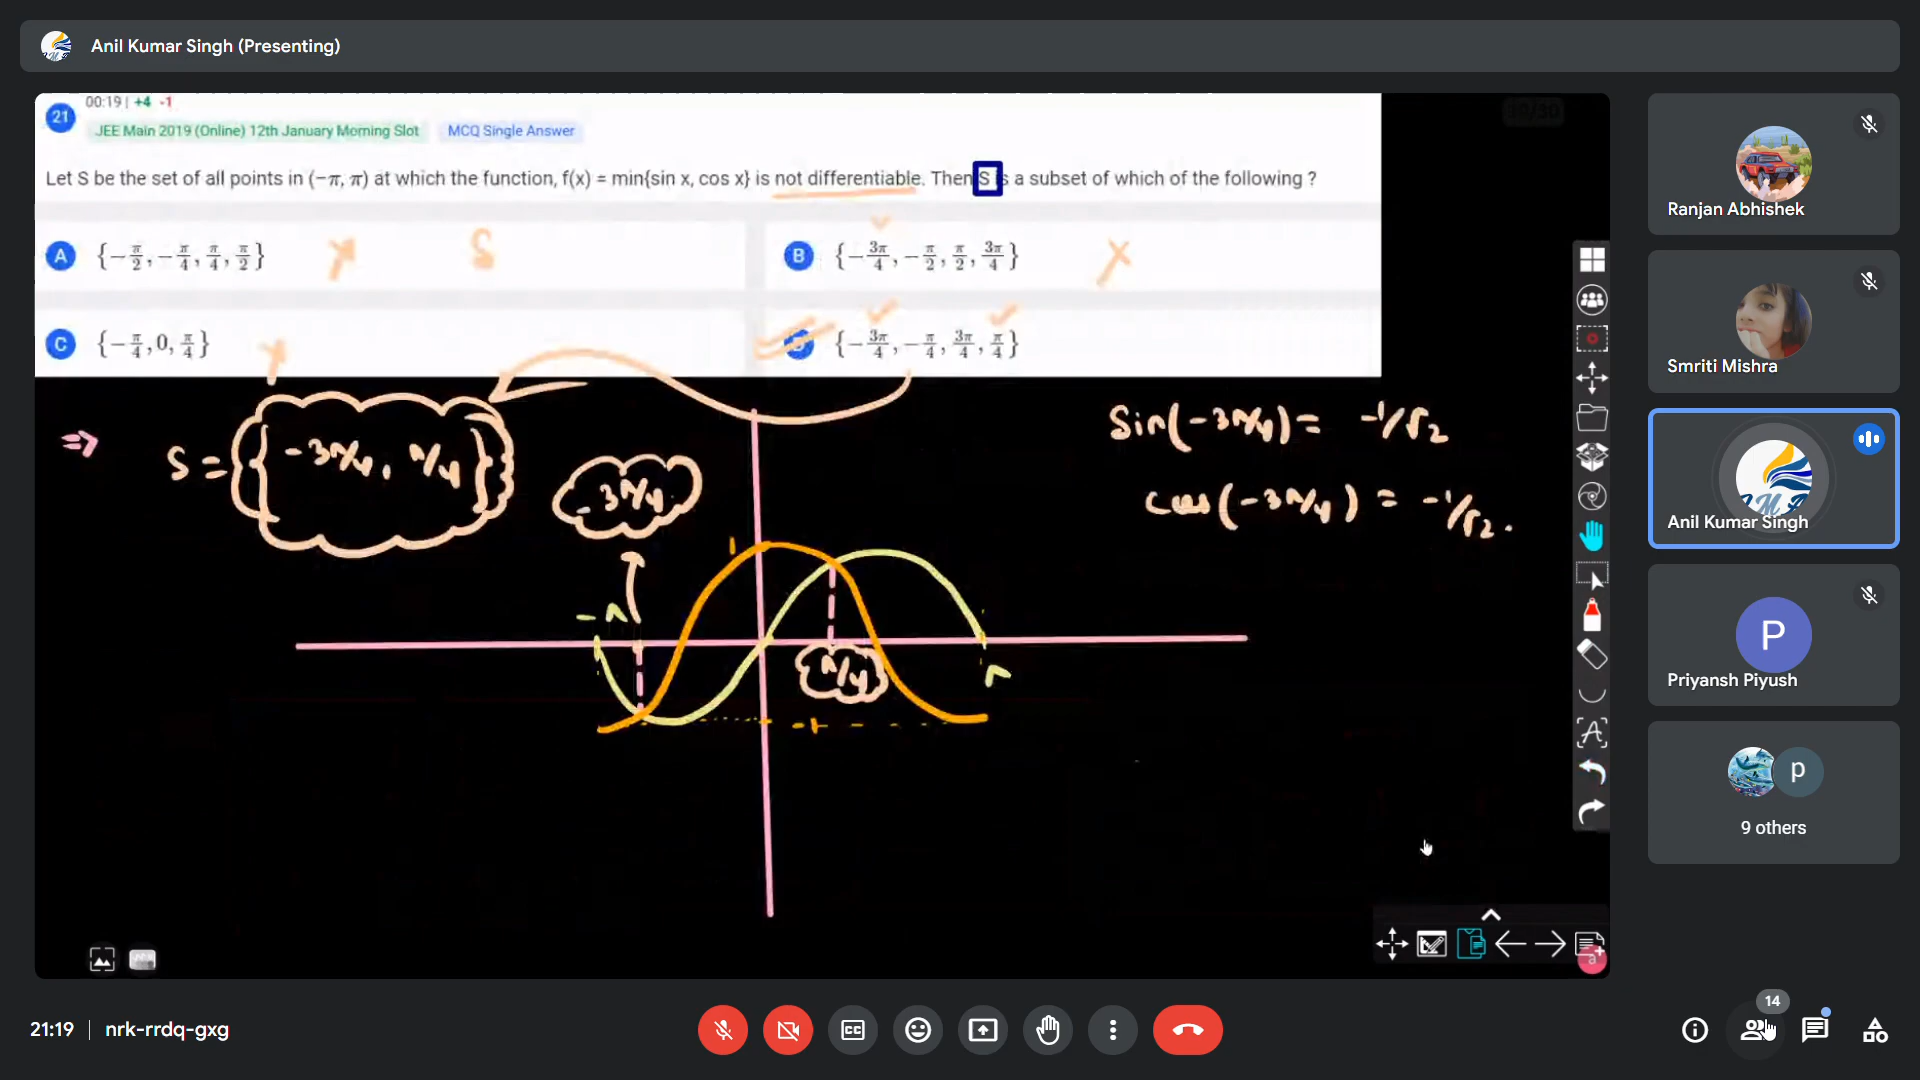 Anil Kumar Singh (Presenting)
21
00:19 | +4 -1
JEE Main 2019 (Online) 12th January Morning Slot MCQ Single Answer
Let S be the set of all points in (−π, π) at which the function, f(x) = min{sin x, cos x} is not differentiable. Then S is a subset of which of the following ?
A {−π/2, −π/4, π/4, π/2} S
B {−3π/4, −π/2, π/2, 3π/4}
C {−π/4, 0, π/4}
{−3π/4, −π/4, 3π/4, π/4}
⇒ S = {-3π/4, π/4}
-3π/4
Sin(-3π/4) = -1/√2
cos(-3π/4) = -1/√2.
1
-π
π/4
π
-1
Ranjan Abhishek
Smriti Mishra
Anil Kumar Singh
P
Priyansh Piyush
p
9 others
a
21:19 | nrk-rrdq-gxg
CC
14